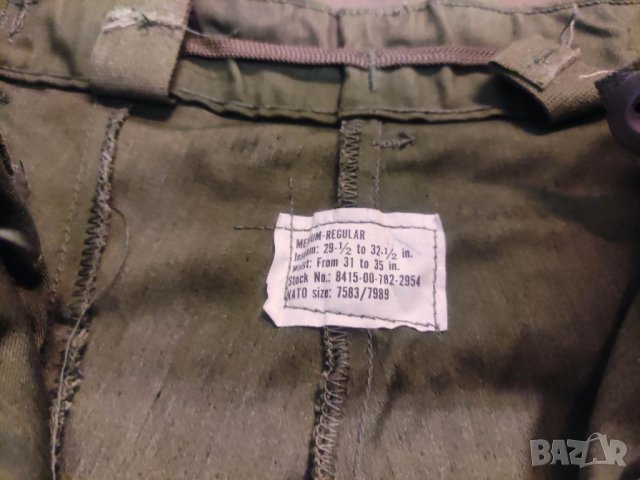 MEDIUM-REGULAR
Inseam: 29-½ to 32-½ in.
Waist: From 31 to 35 in.
Stock No.: 8415-00-782-2954
NATO size: 7583/7989
BAZAR